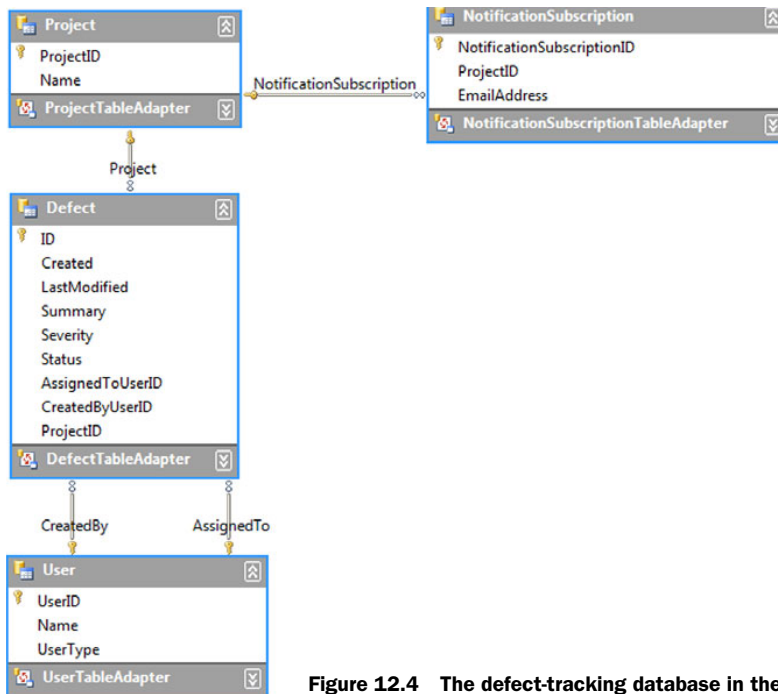 Project
ProjectID
Name
ProjectTableAdapter
NotificationSubscription
NotificationSubscription
NotificationSubscriptionID
ProjectID
EmailAddress
NotificationSubscriptionTableAdapter
Project
Defect
ID
Created
LastModified
Summary
Severity
Status
AssignedToUserID
CreatedByUserID
ProjectID
DefectTableAdapter
CreatedBy
AssignedTo
User
UserID
Name
UserType
UserTableAdapter
Figure 12.4 The defect-tracking database in the